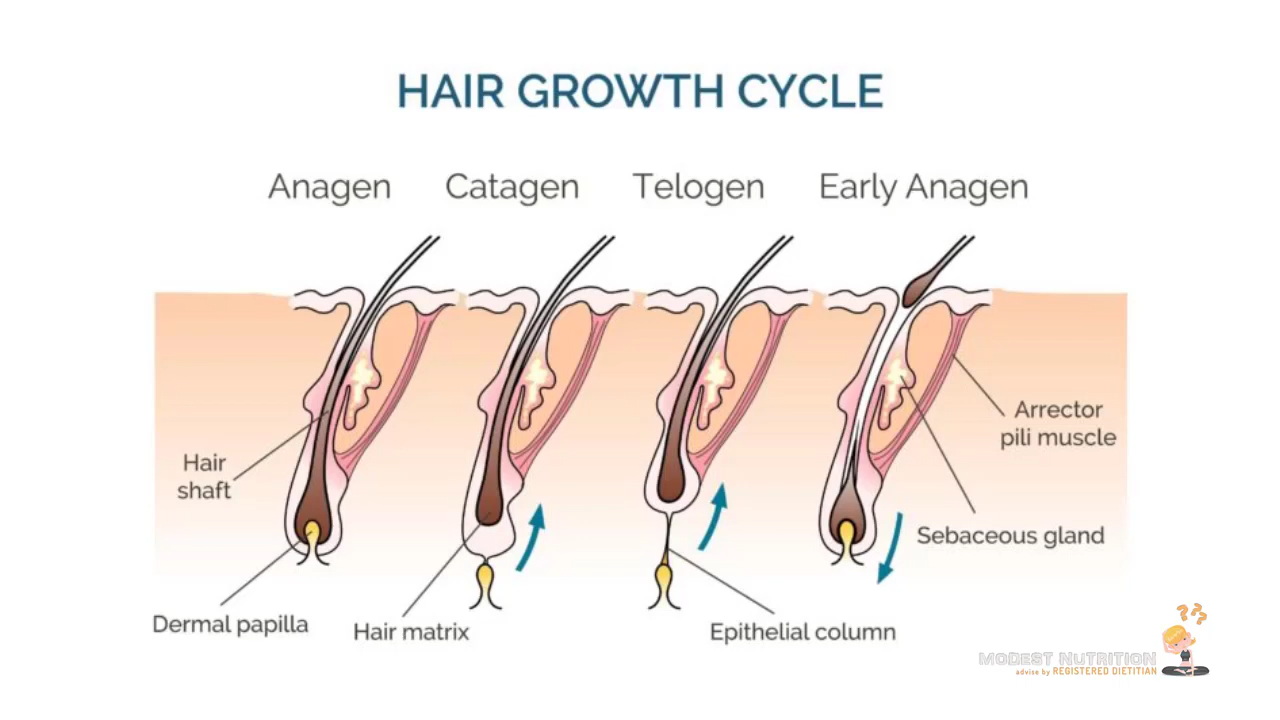 HAIR GROWTH CYCLE
Anagen
Catagen
Telogen
Early Anagen
Hair
shaft
Dermal papilla
Hair matrix
Epithelial column
Arrector
pili muscle
Sebaceous gland
??
?
MODEST NUTRITION
advise by REGISTERED DIETITIAN